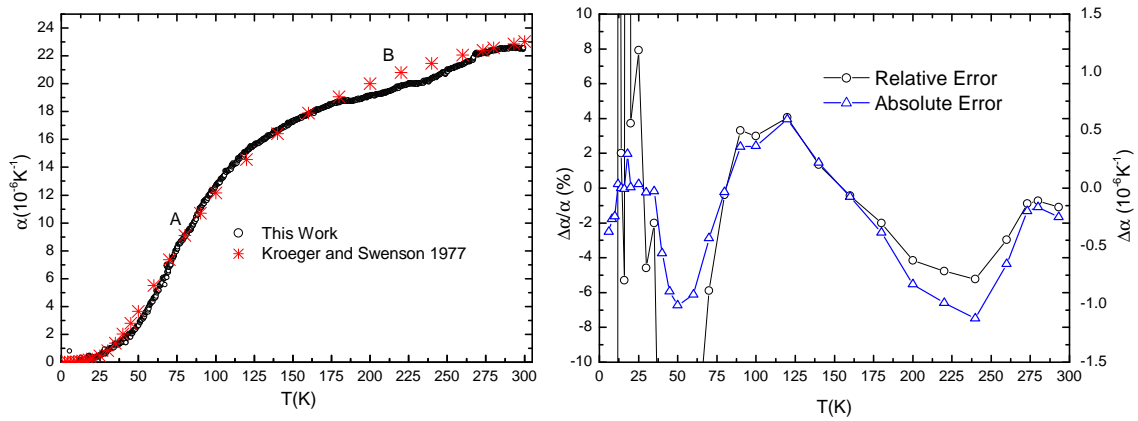 24
22
20
18
16
14
12
10
8
6
4
2
0
α(10⁻⁶K⁻¹)
A
B
This Work
Kroeger and Swenson 1977
0 25 50 75 100 125 150 175 200 225 250 275 300
T(K)
10
8
6
4
2
0
-2
-4
-6
-8
-10
Δα/α (%)
Relative Error
Absolute Error
1.5
1.0
0.5
0.0
-0.5
-1.0
-1.5
Δα (10⁻⁶K⁻¹)
0 25 50 75 100 125 150 175 200 225 250 275 300
T(K)